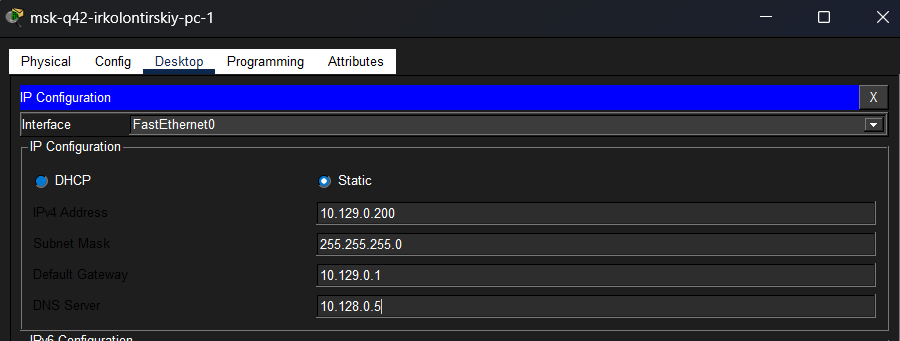 msk-q42-irkolontirskiy-pc-1
Physical Config Desktop Programming Attributes
IP Configuration X
Interface FastEthernet0
IP Configuration
DHCP Static
IPv4 Address 10.129.0.200
Subnet Mask 255.255.255.0
Default Gateway 10.129.0.1
DNS Server 10.128.0.5
IPv6 Configuration